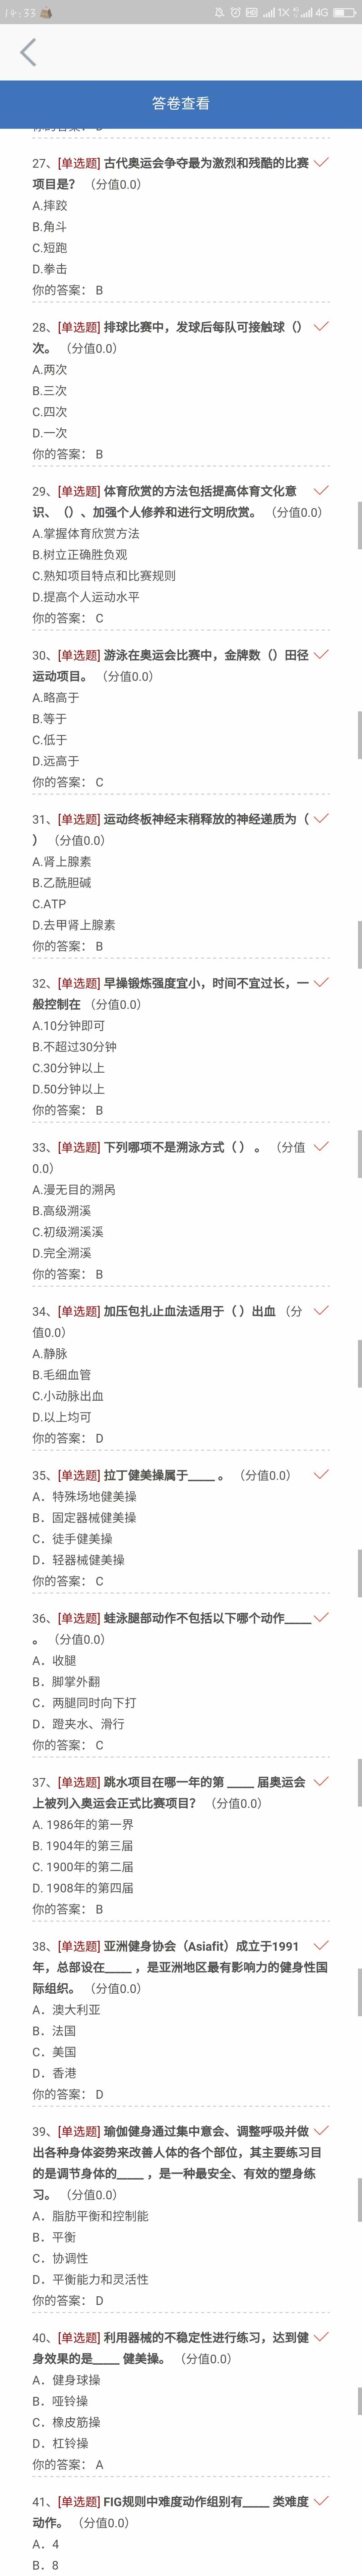 14:33 HD 1X 4G
答卷查看
27、[单选题] 古代奥运会争夺最为激烈和残酷的比赛
项目是？ （分值0.0）
A.摔跤
B.角斗
C.短跑
D.拳击
你的答案： B
28、[单选题] 排球比赛中，发球后每队可接触球（）
次。 （分值0.0）
A.两次
B.三次
C.四次
D.一次
你的答案： B
29、[单选题] 体育欣赏的方法包括提高体育文化意
识、（）、加强个人修养和进行文明欣赏。 （分值0.0）
A.掌握体育欣赏方法
B.树立正确胜负观
C.熟知项目特点和比赛规则
D.提高个人运动水平
你的答案： C
30、[单选题] 游泳在奥运会比赛中，金牌数（）田径
运动项目。 （分值0.0）
A.略高于
B.等于
C.低于
D.远高于
你的答案： C
31、[单选题] 运动终板神经末稍释放的神经递质为（
） （分值0.0）
A.肾上腺素
B.乙酰胆碱
C.ATP
D.去甲肾上腺素
你的答案： B
32、[单选题] 早操锻炼强度宜小，时间不宜过长，一
般控制在 （分值0.0）
A.10分钟即可
B.不超过30分钟
C.30分钟以上
D.50分钟以上
你的答案： B
33、[单选题] 下列哪项不是溯泳方式（ ） 。 （分值
0.0）
A.漫无目的溯呙
B.高级溯溪
C.初级溯溪溪
D.完全溯溪
你的答案： B
34、[单选题] 加压包扎止血法适用于（ ）出血 （分
值0.0）
A.静脉
B.毛细血管
C.小动脉出血
D.以上均可
你的答案： D
35、[单选题] 拉丁健美操属于____ 。 （分值0.0）
A．特殊场地健美操
B．固定器械健美操
C．徒手健美操
D．轻器械健美操
你的答案： C
36、[单选题] 蛙泳腿部动作不包括以下哪个动作____
。 （分值0.0）
A．收腿
B．脚掌外翻
C．两腿同时向下打
D．蹬夹水、滑行
你的答案： C
37、[单选题] 跳水项目在哪一年的第 ____ 届奥运会
上被列入奥运会正式比赛项目？ （分值0.0）
A. 1986年的第一界
B. 1904年的第三届
C. 1900年的第二届
D. 1908年的第四届
你的答案： B
38、[单选题] 亚洲健身协会（Asiafit）成立于1991
年，总部设在____ ，是亚洲地区最有影响力的健身性国
际组织。 （分值0.0）
A．澳大利亚
B．法国
C．美国
D．香港
你的答案： D
39、[单选题] 瑜伽健身通过集中意会、调整呼吸并做
出各种身体姿势来改善人体的各个部位，其主要练习目
的是调节身体的____ ，是一种最安全、有效的塑身练
习。 （分值0.0）
A．脂肪平衡和控制能
B．平衡
C．协调性
D．平衡能力和灵活性
你的答案： D
40、[单选题] 利用器械的不稳定性进行练习，达到健
身效果的是____ 健美操。 （分值0.0）
A．健身球操
B．哑铃操
C．橡皮筋操
D．杠铃操
你的答案： A
41、[单选题] FIG规则中难度动作组别有____ 类难度
动作。 （分值0.0）
A．4
B．8